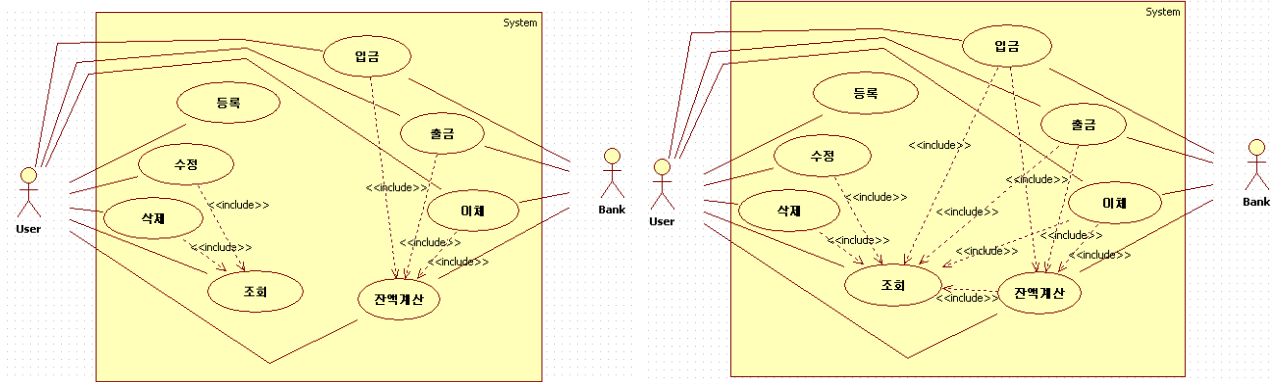 System
입금
등록
출금
수정
<<include>>
<<include>>
이체
삭제
<<include>>
<<include>>
<<include>>
조회
잔액계산
User
Bank
System
입금
등록
출금
수정
<<include>>
<<include>>
<<include>>
<<include>>
이체
삭제
<<include>>
<<include>>
<<include>>
<<include>>
조회
<<include>>
잔액계산
User
Bank